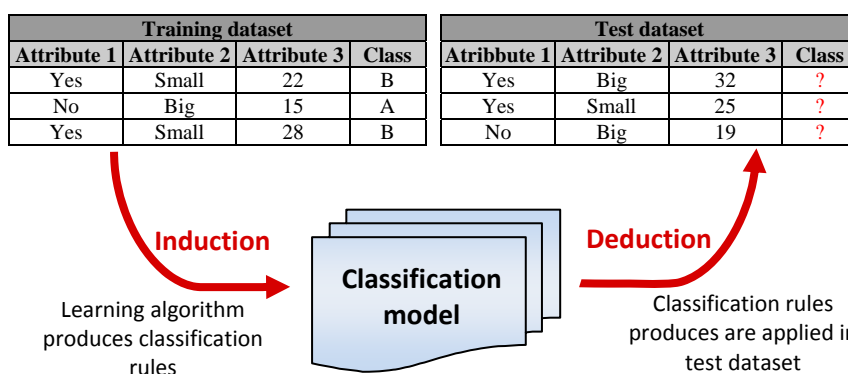 Training dataset
Attribute 1 Attribute 2 Attribute 3 Class
Yes Small 22 B
No Big 15 A
Yes Small 28 B
Test dataset
Atribbute 1 Attribute 2 Attribute 3 Class
Yes Big 32 ?
Yes Small 25 ?
No Big 19 ?
Induction
Deduction
Classification
model
Learning algorithm
produces classification
rules
Classification rules
produces are applied in
test dataset